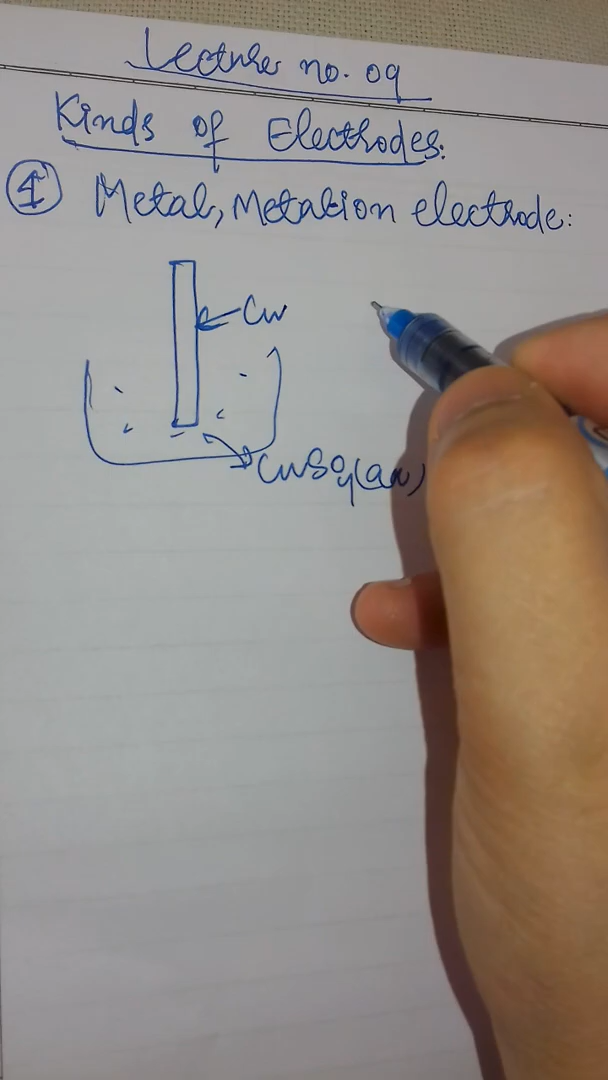 Lecture no. 09
Kinds of Electrodes:
1 Metal, Metal ion electrode:
Cu
CuSO4(aq)